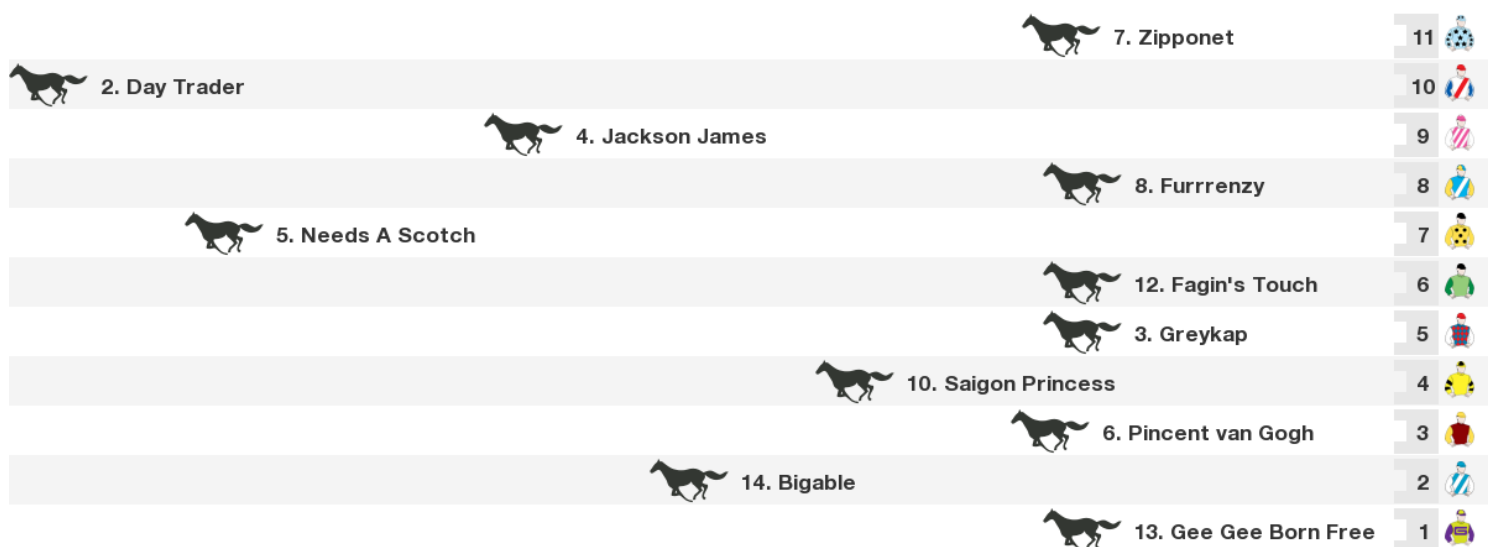 7. Zipponet 11
2. Day Trader 10
4. Jackson James 9
8. Furrrenzy 8
5. Needs A Scotch 7
12. Fagin's Touch 6
3. Greykap 5
10. Saigon Princess 4
6. Pincent van Gogh 3
14. Bigable 2
13. Gee Gee Born Free 1